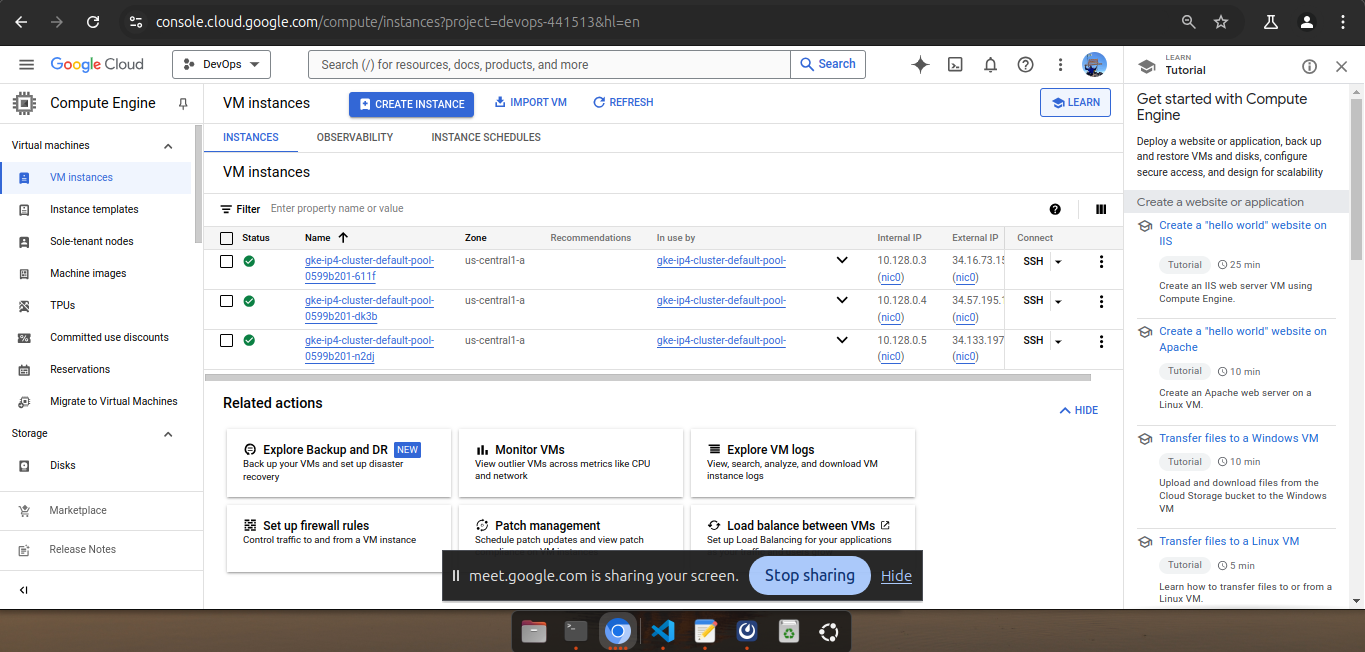 console.cloud.google.com/compute/instances?project=devops-441513&hl=en
Google Cloud
DevOps
Search (/) for resources, docs, products, and more
Search
LEARN
Tutorial
Compute Engine
VM instances
CREATE INSTANCE
IMPORT VM
REFRESH
LEARN
Virtual machines
VM instances
Instance templates
Sole-tenant nodes
Machine images
TPUs
Committed use discounts
Reservations
Migrate to Virtual Machines
Storage
Disks
Marketplace
Release Notes
INSTANCES
OBSERVABILITY
INSTANCE SCHEDULES
VM instances
Filter
Enter property name or value
Status Name Zone Recommendations In use by Internal IP External IP Connect
gke-ip4-cluster-default-pool- us-central1-a gke-ip4-cluster-default-pool- 10.128.0.3 34.16.73.15 SSH
0599b201-611f (nic0) (nic0)
gke-ip4-cluster-default-pool- us-central1-a gke-ip4-cluster-default-pool- 10.128.0.4 34.57.195.1 SSH
0599b201-dk3b (nic0) (nic0)
gke-ip4-cluster-default-pool- us-central1-a gke-ip4-cluster-default-pool- 10.128.0.5 34.133.197 SSH
0599b201-n2dj (nic0) (nic0)
Related actions
HIDE
Explore Backup and DR NEW
Back up your VMs and set up disaster
recovery
Monitor VMs
View outlier VMs across metrics like CPU
and network
Explore VM logs
View, search, analyze, and download VM
instance logs
Set up firewall rules
Control traffic to and from a VM instance
Patch management
Schedule patch updates and view patch
Load balance between VMs
Set up Load Balancing for your applications
meet.google.com is sharing your screen.
Stop sharing
Hide
Get started with Compute
Engine
Deploy a website or application, back up
and restore VMs and disks, configure
secure access, and design for scalability
Create a website or application
Create a "hello world" website on
IIS
Tutorial 25 min
Create an IIS web server VM using
Compute Engine.
Create a "hello world" website on
Apache
Tutorial 10 min
Create an Apache web server on a
Linux VM.
Transfer files to a Windows VM
Tutorial 10 min
Upload and download files from the
Cloud Storage bucket to the Windows
VM
Transfer files to a Linux VM
Tutorial 5 min
Learn how to transfer files to or from a
Linux VM.